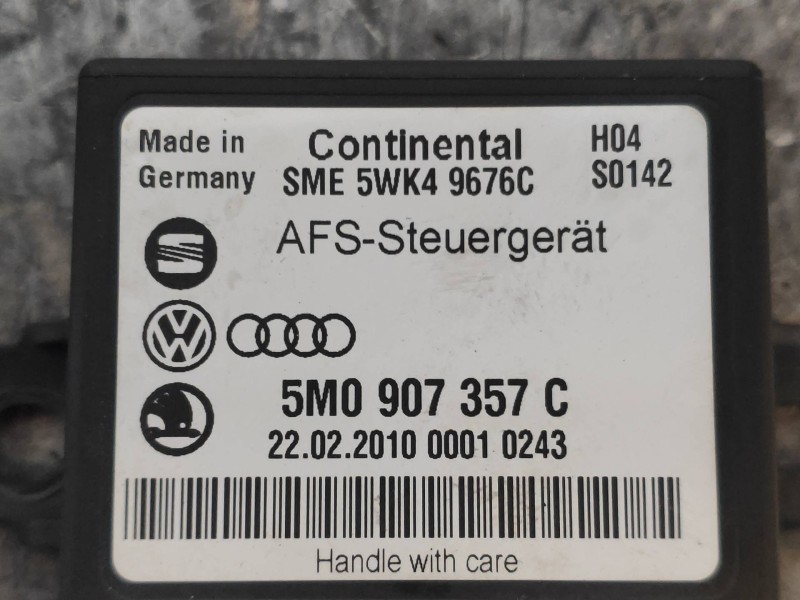 Made in Germany
Continental
SME 5WK4 9676C
H04
S0142
AFS-Steuergerät
5M0 907 357 C
22.02.2010 0001 0243
Handle with care